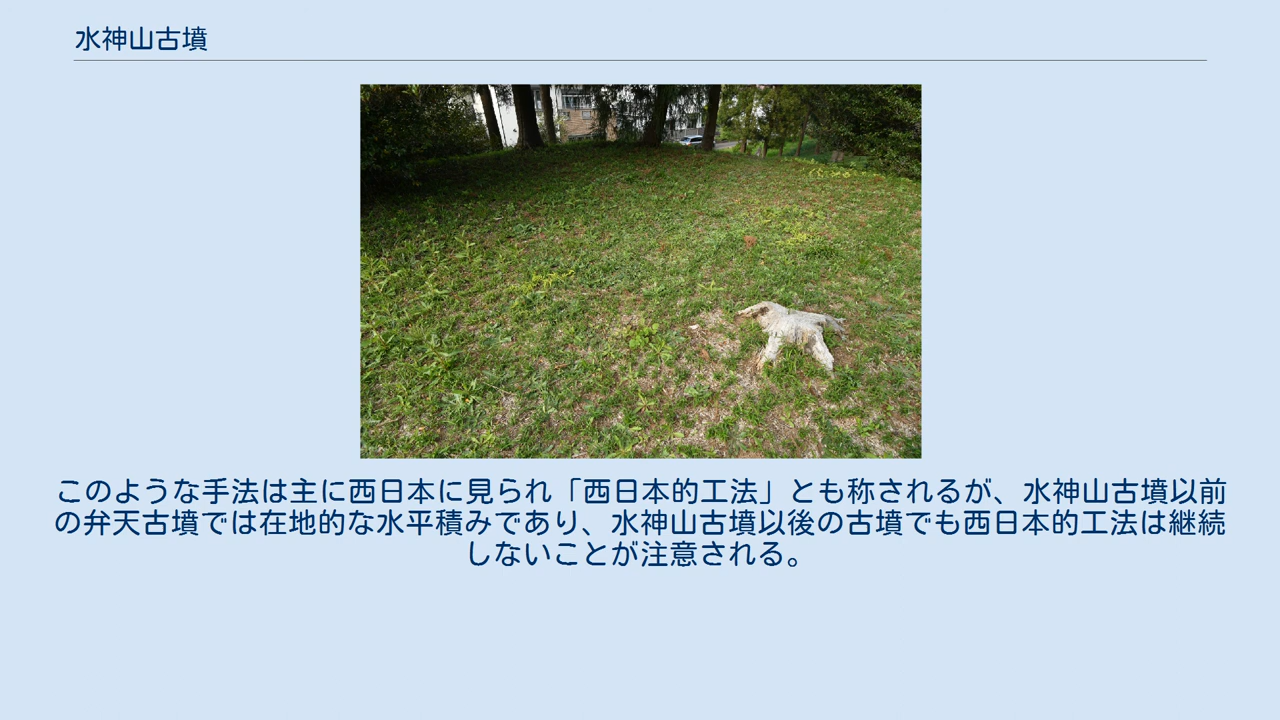 水神山古墳
このような手法は主に西日本に見られ「西日本的工法」とも称されるが、水神山古墳以前
の弁天古墳では在地的な水平積みであり、水神山古墳以後の古墳でも西日本的工法は継続
しないことが注意される。